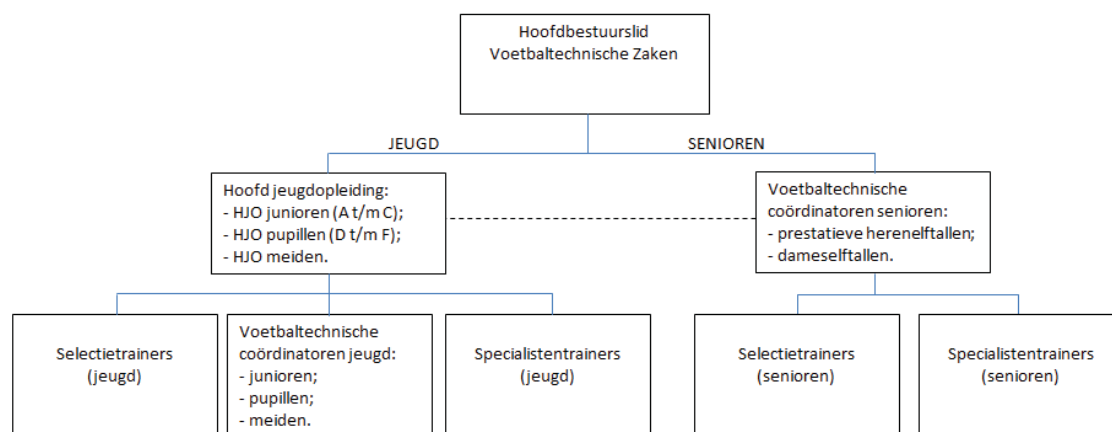 Hoofdbestuurslid
Voetbaltechnische Zaken
JEUGD
SENIOREN
Hoofd jeugdopleiding:
- HJO junioren (A t/m C);
- HJO pupillen (D t/m F);
- HJO meiden.
Voetbaltechnische
coördinatoren senioren:
- prestatieve herenelftallen;
- dameselftallen.
Selectietrainers
(jeugd)
Voetbaltechnische
coördinatoren jeugd:
- junioren;
- pupillen;
- meiden.
Specialistentrainers
(jeugd)
Selectietrainers
(senioren)
Specialistentrainers
(senioren)